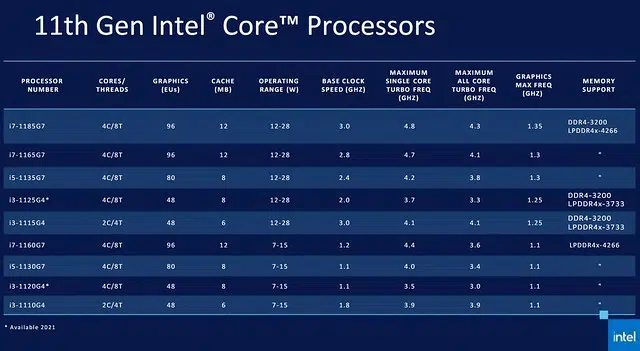 11th Gen Intel® Core™ Processors
PROCESSOR NUMBER CORES/ THREADS GRAPHICS (EUs) CACHE (MB) OPERATING RANGE (W) BASE CLOCK SPEED (GHZ) MAXIMUM SINGLE CORE TURBO FREQ (GHZ) MAXIMUM ALL CORE TURBO FREQ (GHZ) GRAPHICS MAX FREQ (GHZ) MEMORY SUPPORT
i7-1185G7 4C/8T 96 12 12-28 3.0 4.8 4.3 1.35 DDR4-3200 LPDDR4x-4266
i7-1165G7 4C/8T 96 12 12-28 2.8 4.7 4.1 1.3 "
i5-1135G7 4C/8T 80 8 12-28 2.4 4.2 3.8 1.3 "
i3-1125G4* 4C/8T 48 8 12-28 2.0 3.7 3.3 1.25 DDR4-3200 LPDDR4x-3733
i3-1115G4 2C/4T 48 6 12-28 3.0 4.1 4.1 1.25 DDR4-3200 LPDDR4x-3733
i7-1160G7 4C/8T 96 12 7-15 1.2 4.4 3.6 1.1 LPDDR4x-4266
i5-1130G7 4C/8T 80 8 7-15 1.1 4.0 3.4 1.1 "
i3-1120G4* 4C/8T 48 8 7-15 1.1 3.5 3.0 1.1 "
i3-1110G4 2C/4T 48 6 7-15 1.8 3.9 3.9 1.1 "
* Available 2021
intel